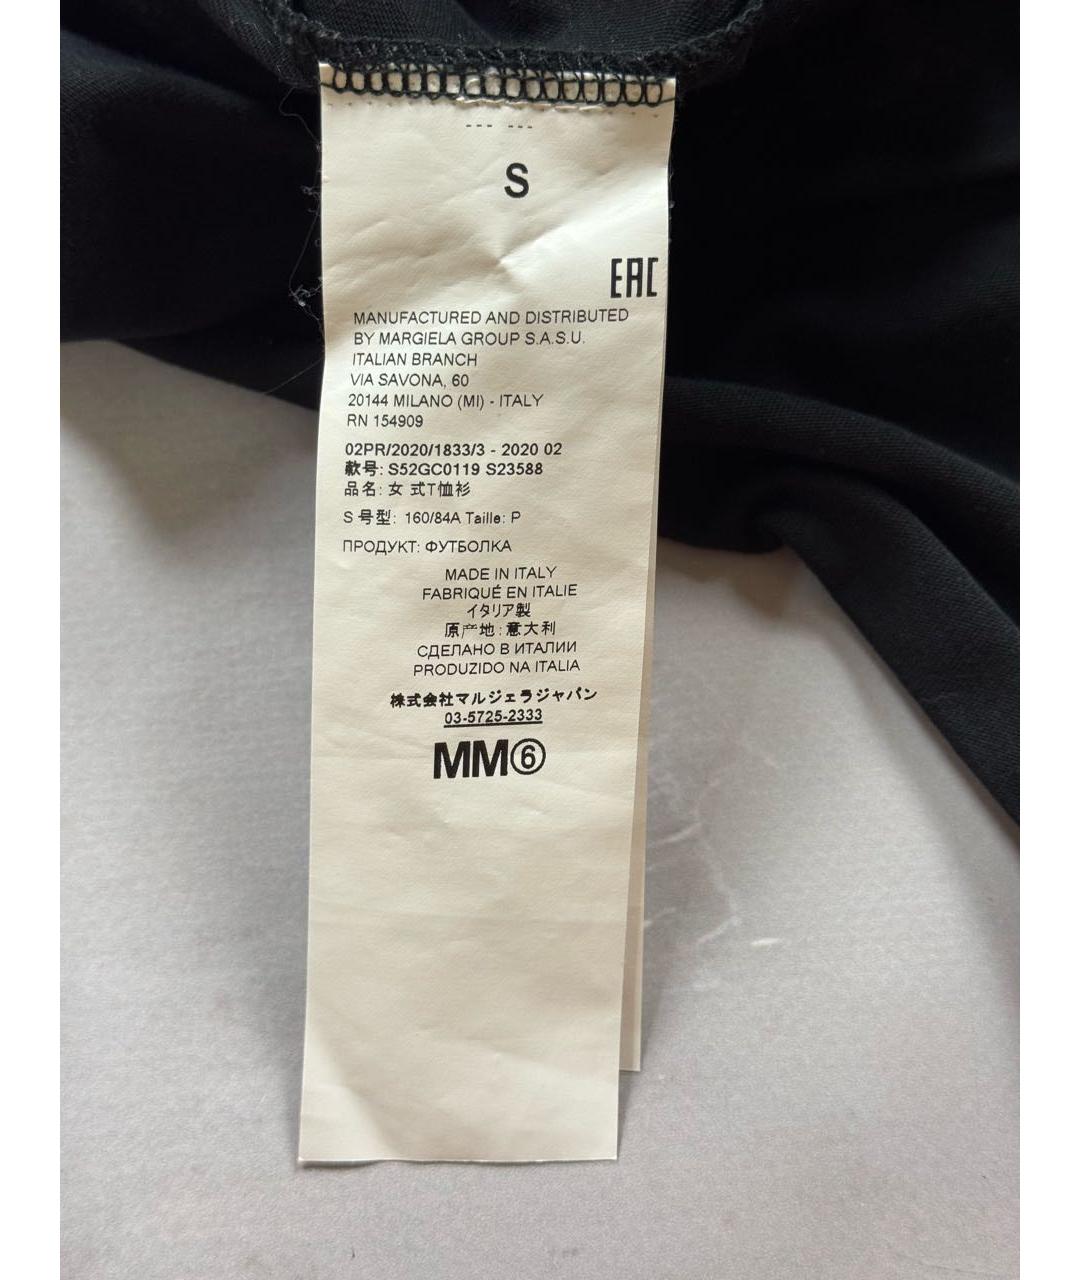 --- ---
S
EAC
MANUFACTURED AND DISTRIBUTED
BY MARGIELA GROUP S.A.S.U.
ITALIAN BRANCH
VIA SAVONA, 60
20144 MILANO (MI) - ITALY
RN 154909
02PR/2020/1833/3 - 2020 02
款号: S52GC0119 S23588
品名: 女 式T恤衫
S 号型: 160/84A Taille: P
ПРОДУКТ: ФУТБОЛКА
MADE IN ITALY
FABRIQUÉ EN ITALIE
イタリア製
原产地:意大利
СДЕЛАНО В ИТАЛИИ
PRODUZIDO NA ITALIA
株式会社マルジェラジャパン
03-5725-2333
MM⑥